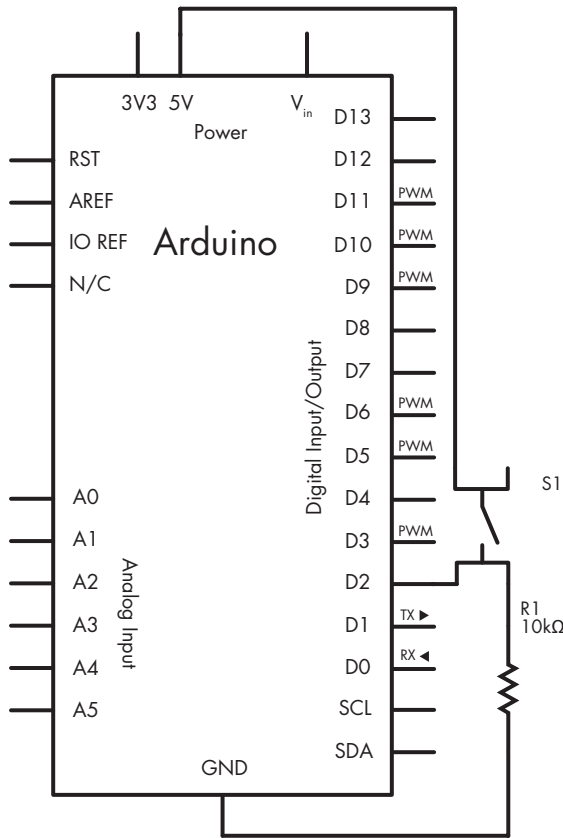 3V3 5V Vin
Power
Arduino
RST
AREF
IO REF
N/C
A0
A1
A2
A3
A4
A5
Analog Input
D13
D12
D11 PWM
D10 PWM
D9 PWM
D8
D7
D6 PWM
D5 PWM
D4
D3 PWM
D2
D1 TX ►
D0 RX ◄
SCL
SDA
Digital Input/Output
GND
S1
R1
10kΩ